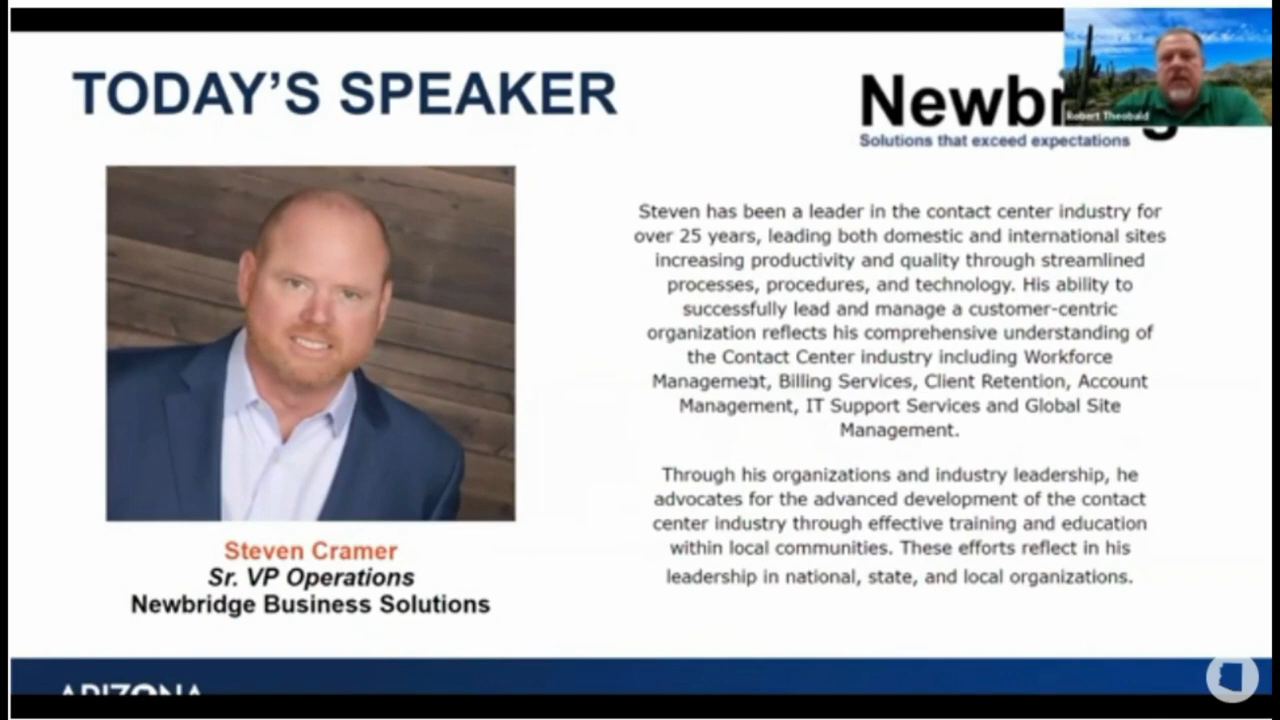 TODAY'S SPEAKER
Robert Theobald
Solutions that exceed expectations
Steven has been a leader in the contact center industry for
over 25 years, leading both domestic and international sites
increasing productivity and quality through streamlined
processes, procedures, and technology. His ability to
successfully lead and manage a customer-centric
organization reflects his comprehensive understanding of
the Contact Center industry including Workforce
Management, Billing Services, Client Retention, Account
Management, IT Support Services and Global Site
Management.
Through his organizations and industry leadership, he
advocates for the advanced development of the contact
center industry through effective training and education
within local communities. These efforts reflect in his
leadership in national, state, and local organizations.
Steven Cramer
Sr. VP Operations
Newbridge Business Solutions
ARIZONA